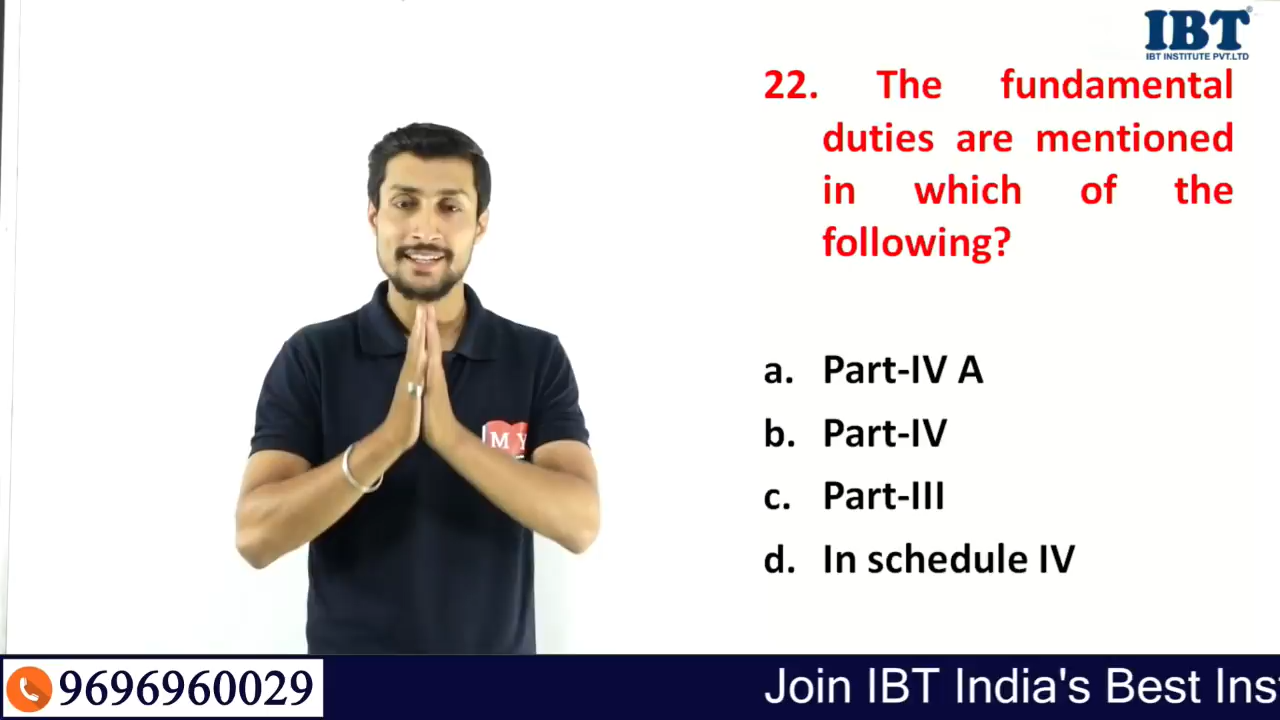 IBT
IBT INSTITUTE PVT.LTD
22. The fundamental
duties are mentioned
in which of the
following?
a. Part-IV A
b. Part-IV
c. Part-III
d. In schedule IV
M Y
9696960029
Join IBT India's Best Ins